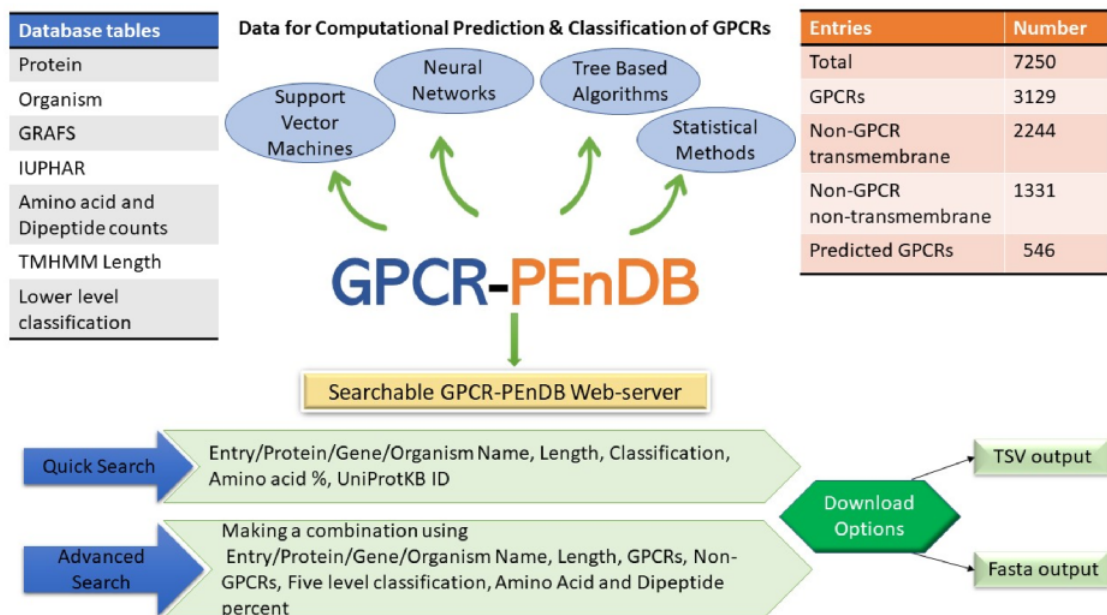 Database tables
Protein
Organism
GRAFS
IUPHAR
Amino acid and
Dipeptide counts
TMHMM Length
Lower level
classification
Data for Computational Prediction & Classification of GPCRs
Support
Vector
Machines
Neural
Networks
Tree Based
Algorithms
Statistical
Methods
GPCR-PEnDB
Entries Number
Total 7250
GPCRs 3129
Non-GPCR 2244
transmembrane
Non-GPCR 1331
non-transmembrane
Predicted GPCRs 546
Searchable GPCR-PEnDB Web-server
Quick Search
Entry/Protein/Gene/Organism Name, Length, Classification,
Amino acid %, UniProtKB ID
Advanced
Search
Making a combination using
Entry/Protein/Gene/Organism Name, Length, GPCRs, Non-
GPCRs, Five level classification, Amino Acid and Dipeptide
percent
Download
Options
TSV output
Fasta output